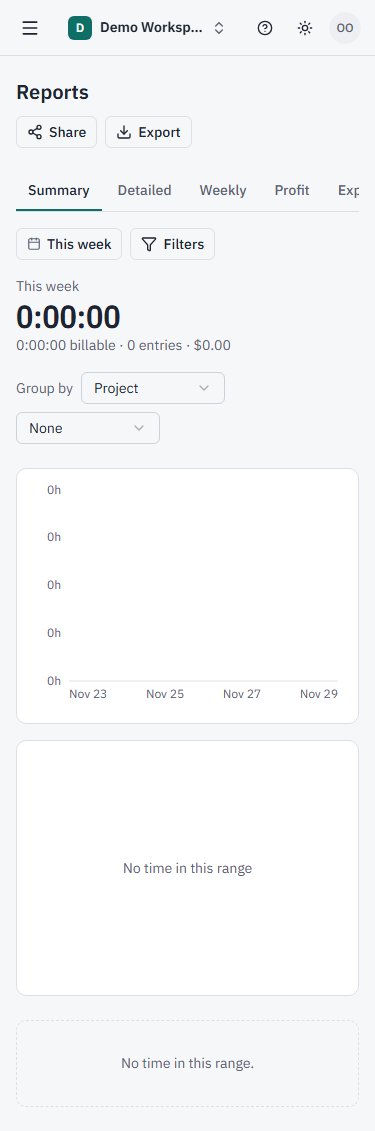 D Demo Worksp... OO
Reports
Share Export
Summary Detailed Weekly Profit Exp
This week Filters
This week
0:00:00
0:00:00 billable · 0 entries · $0.00
Group by Project
None
0h
0h
0h
0h
0h
Nov 23 Nov 25 Nov 27 Nov 29
No time in this range
No time in this range.